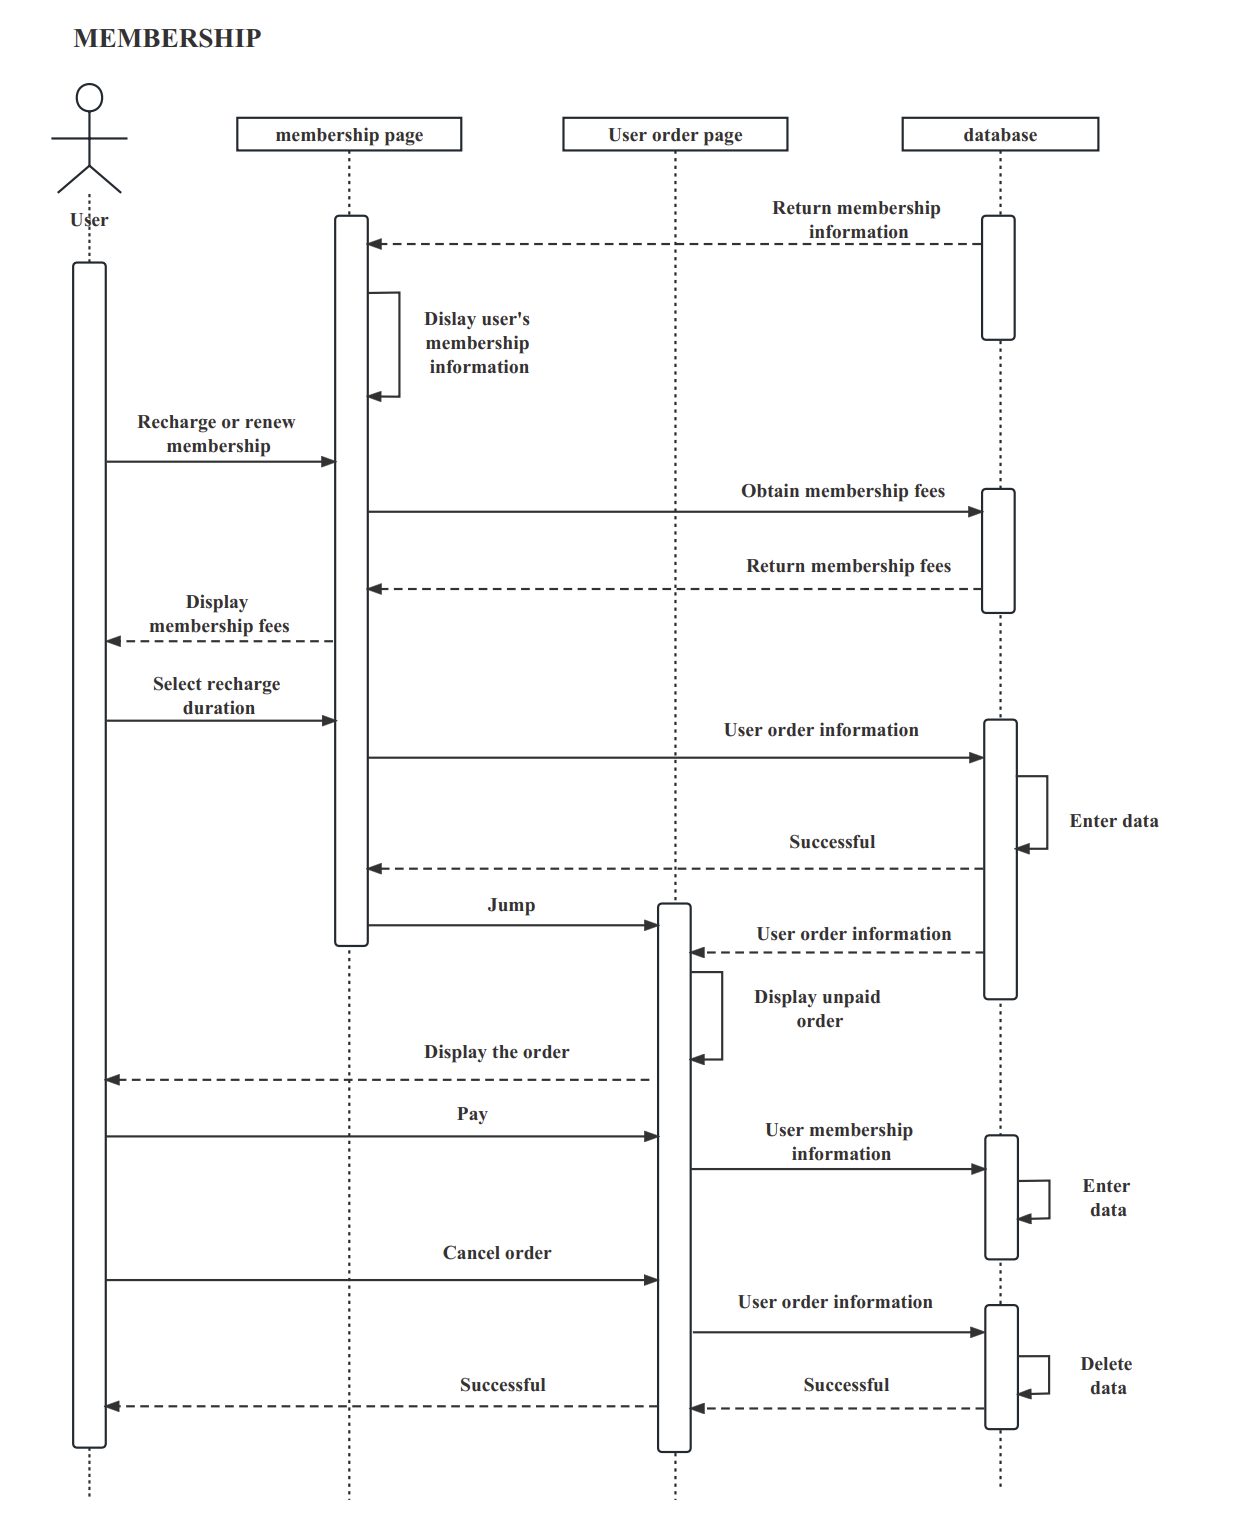 MEMBERSHIP
membership page
User order page
database
User
Return membership
information
Dislay user's
membership
information
Recharge or renew
membership
Obtain membership fees
Return membership fees
Display
membership fees
Select recharge
duration
User order information
Enter data
Successful
Jump
User order information
Display unpaid
order
Display the order
Pay
User membership
information
Enter
data
Cancel order
User order information
Delete
data
Successful
Successful